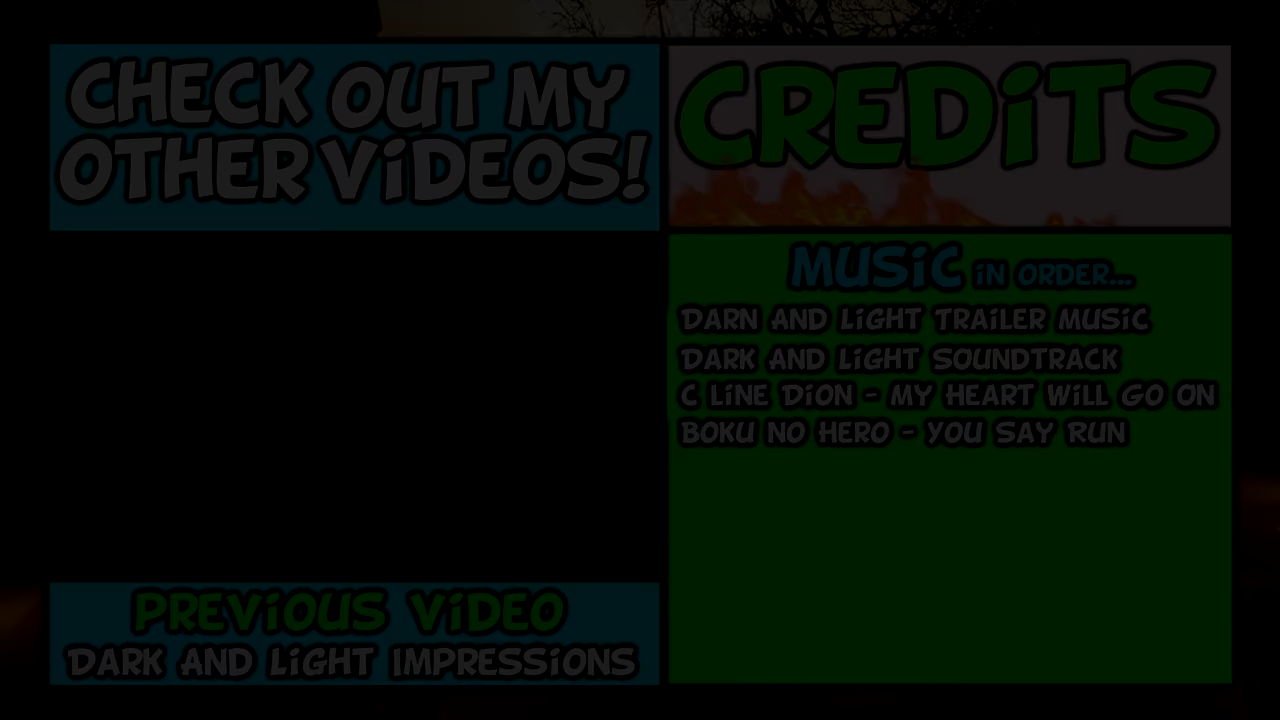 CHECK OUT MY
OTHER ViDEOS!
CREDiTS
MUSiC iN ORDER...
DARN AND LiGHT TRAiLER MUSiC
DARK AND LiGHT SOUNDTRACK
C LiNE DiON - MY HEART WiLL GO ON
BOKU NO HERO - YOU SAY RUN
PREViOUS ViDEO
DARK AND LiGHT IMPRESSiONS